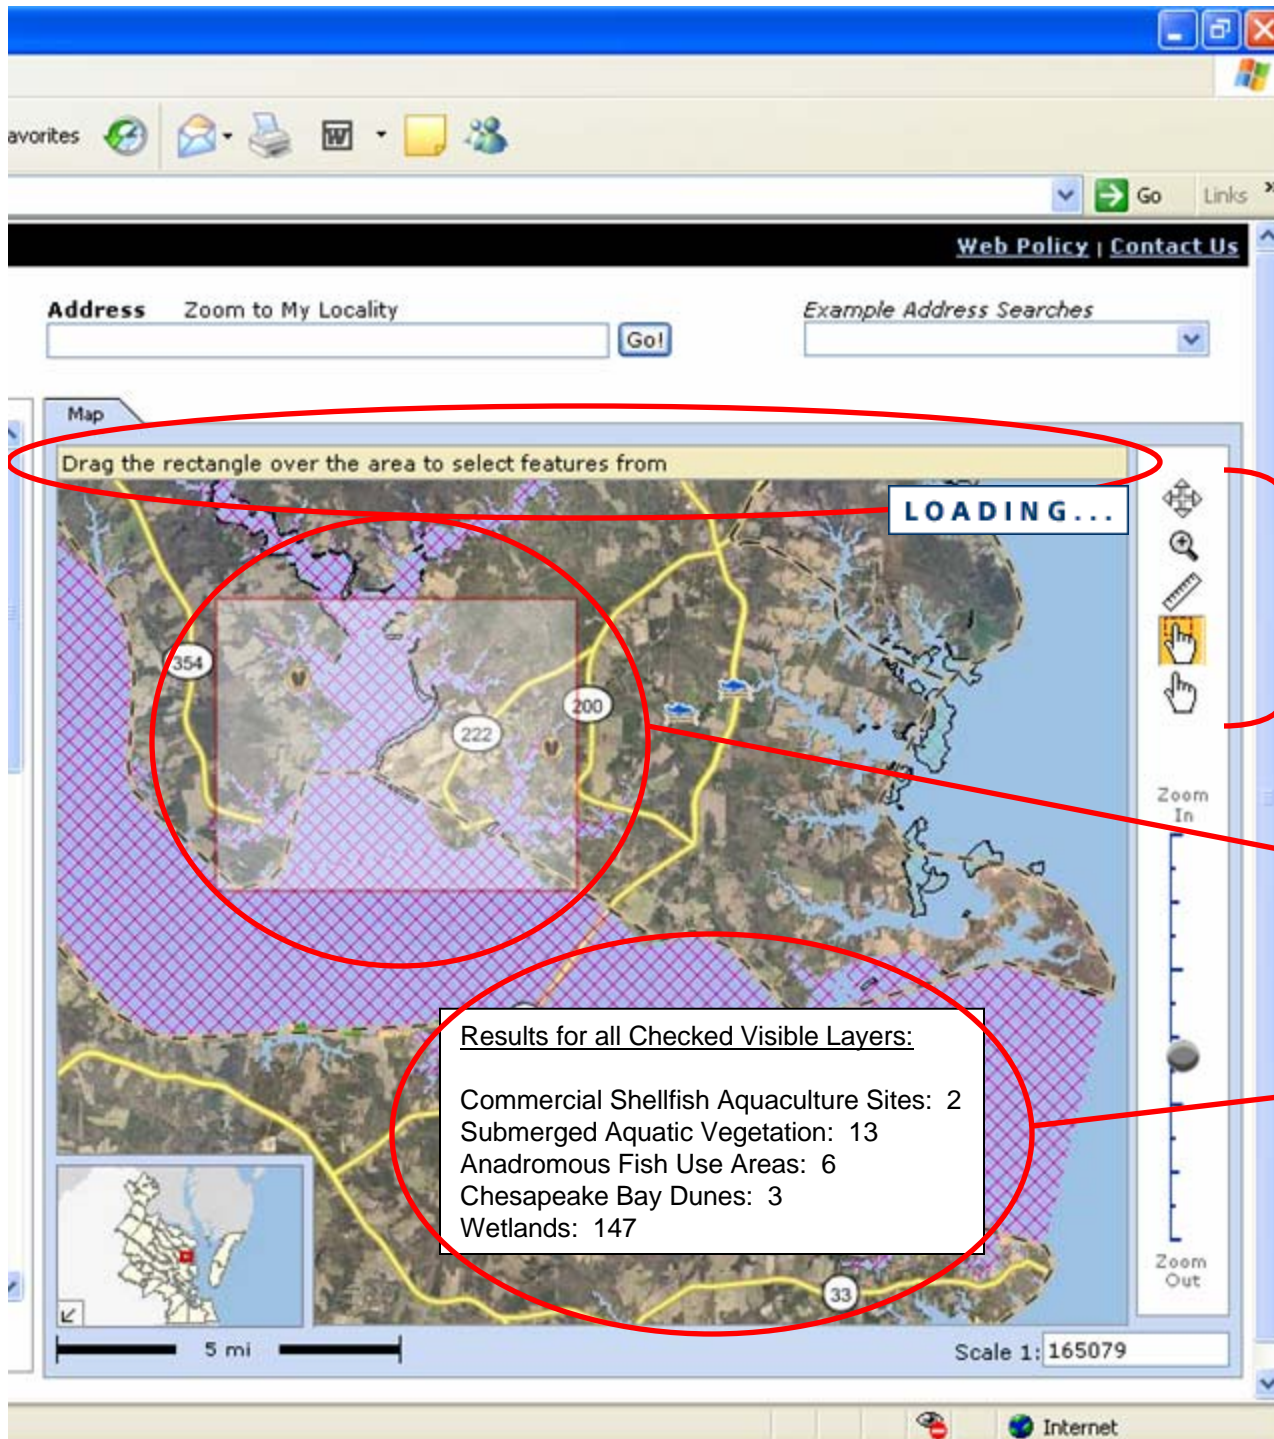 avorites
Go Links »
Web Policy | Contact Us
Address Zoom to My Locality Example Address Searches
Go!
Map
Drag the rectangle over the area to select features from
LOADING...
354
200
222
Zoom
In
Results for all Checked Visible Layers:
Commercial Shellfish Aquaculture Sites: 2
Submerged Aquatic Vegetation: 13
Anadromous Fish Use Areas: 6
Chesapeake Bay Dunes: 3
Wetlands: 147
Zoom
Out
33
5 mi
Scale 1: 165079
Internet